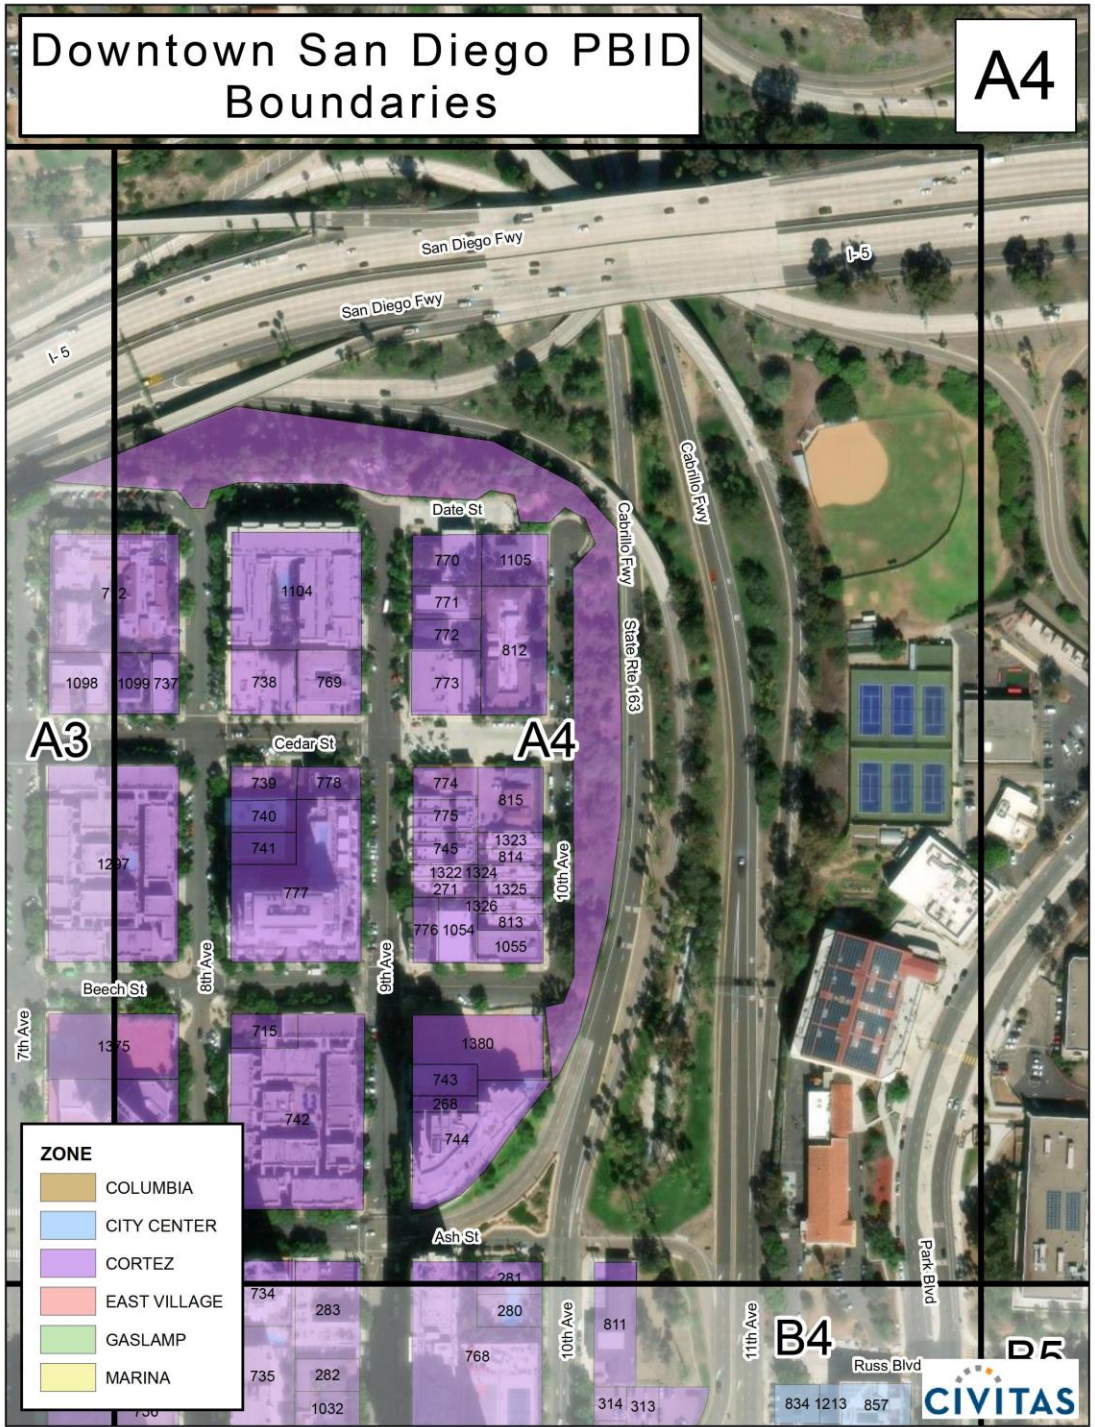 Downtown San Diego PBID
Boundaries
A4
San Diego Fwy
I-5
San Diego Fwy
I-5
Cabrillo Fwy
Date St
Cabrillo Fwy
770
1105
1104
771
772
812
State Rte 163
1098
1099
737
738
769
773
A3
A4
Cedar St
739
778
774
815
740
775
741
745
1323
814
1297
1322
1324
777
271
1325
1326
776
1054
813
1055
10th Ave
8th Ave
9th Ave
Beech St
7th Ave
1375
715
1380
743
268
742
744
ZONE
COLUMBIA
CITY CENTER
CORTEZ
EAST VILLAGE
GASLAMP
MARINA
Ash St
Park Blvd
734
283
281
280
811
10th Ave
11th Ave
B4
B5
768
735
282
Russ Blvd
1032
314
313
834
1213
857
736
CIVITAS